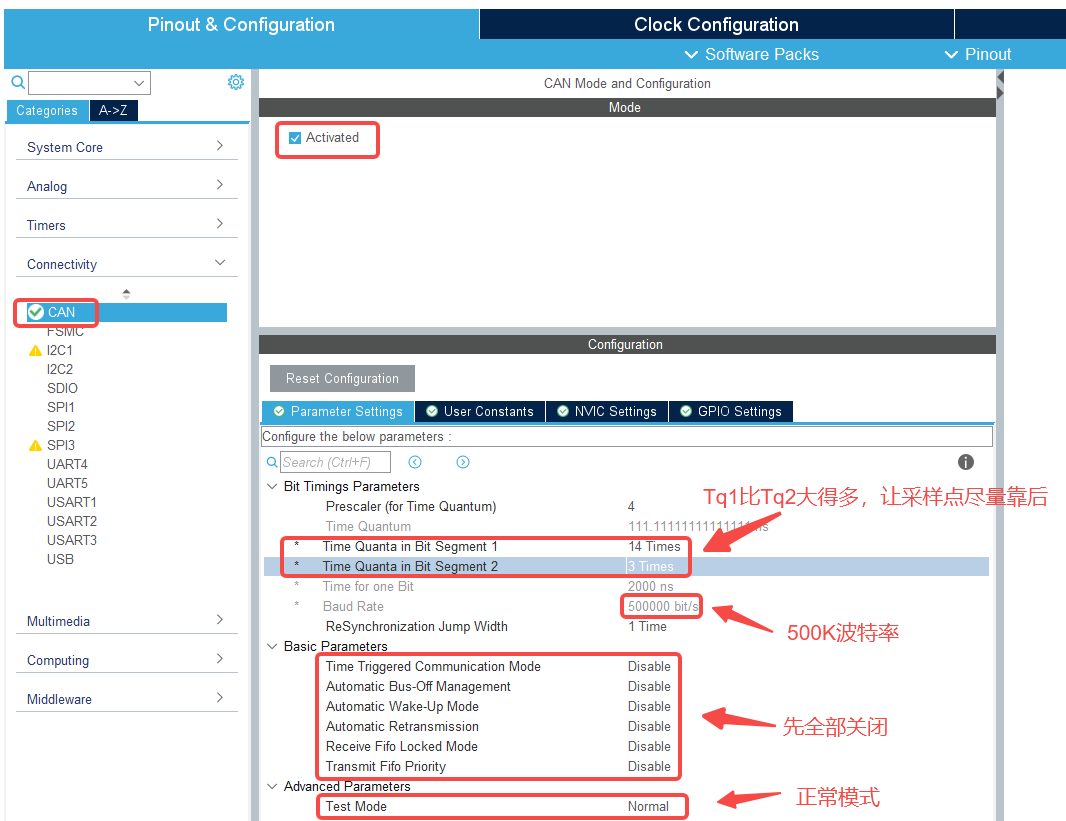 Pinout & Configuration
Clock Configuration
Software Packs
Pinout
Categories
A->Z
System Core
Analog
Timers
Connectivity
CAN
FSMC
I2C1
I2C2
SDIO
SPI1
SPI2
SPI3
UART4
UART5
USART1
USART2
USART3
USB
Multimedia
Computing
Middleware
CAN Mode and Configuration
Mode
Activated
Configuration
Reset Configuration
Parameter Settings
User Constants
NVIC Settings
GPIO Settings
Configure the below parameters :
Search (Ctrl+F)
Bit Timings Parameters
Prescaler (for Time Quantum) 4
Tq1比Tq2大得多，让采样点尽量靠后
Time Quantum 111.1111111111111 ns
* Time Quanta in Bit Segment 1 14 Times
* Time Quanta in Bit Segment 2 3 Times
* Time for one Bit 2000 ns
* Baud Rate 500000 bit/s
ReSynchronization Jump Width 1 Time
500K波特率
Basic Parameters
Time Triggered Communication Mode Disable
Automatic Bus-Off Management Disable
Automatic Wake-Up Mode Disable
Automatic Retransmission Disable
先全部关闭
Receive Fifo Locked Mode Disable
Transmit Fifo Priority Disable
Advanced Parameters
Test Mode Normal
正常模式